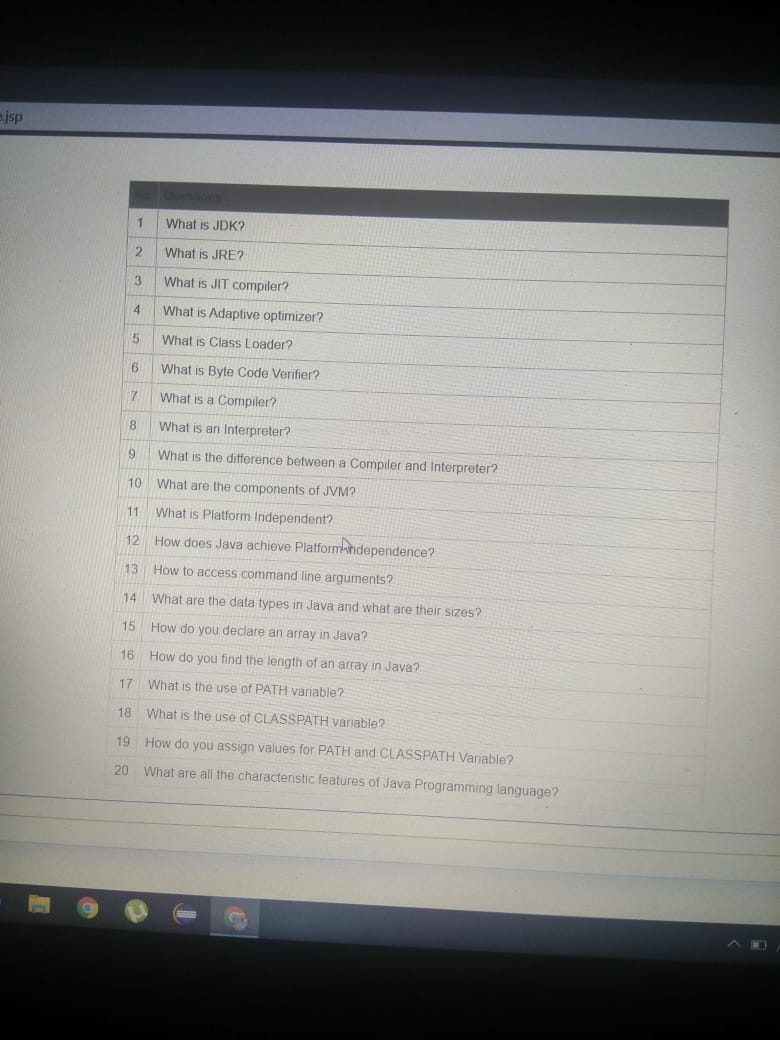 e.jsp
No Questions
1 What is JDK?
2 What is JRE?
3 What is JIT compiler?
4 What is Adaptive optimizer?
5 What is Class Loader?
6 What is Byte Code Verifier?
7 What is a Compiler?
8 What is an Interpreter?
9 What is the difference between a Compiler and Interpreter?
10 What are the components of JVM?
11 What is Platform Independent?
12 How does Java achieve Platform Independence?
13 How to access command line arguments?
14 What are the data types in Java and what are their sizes?
15 How do you declare an array in Java?
16 How do you find the length of an array in Java?
17 What is the use of PATH variable?
18 What is the use of CLASSPATH variable?
19 How do you assign values for PATH and CLASSPATH Variable?
20 What are all the characteristic features of Java Programming language?